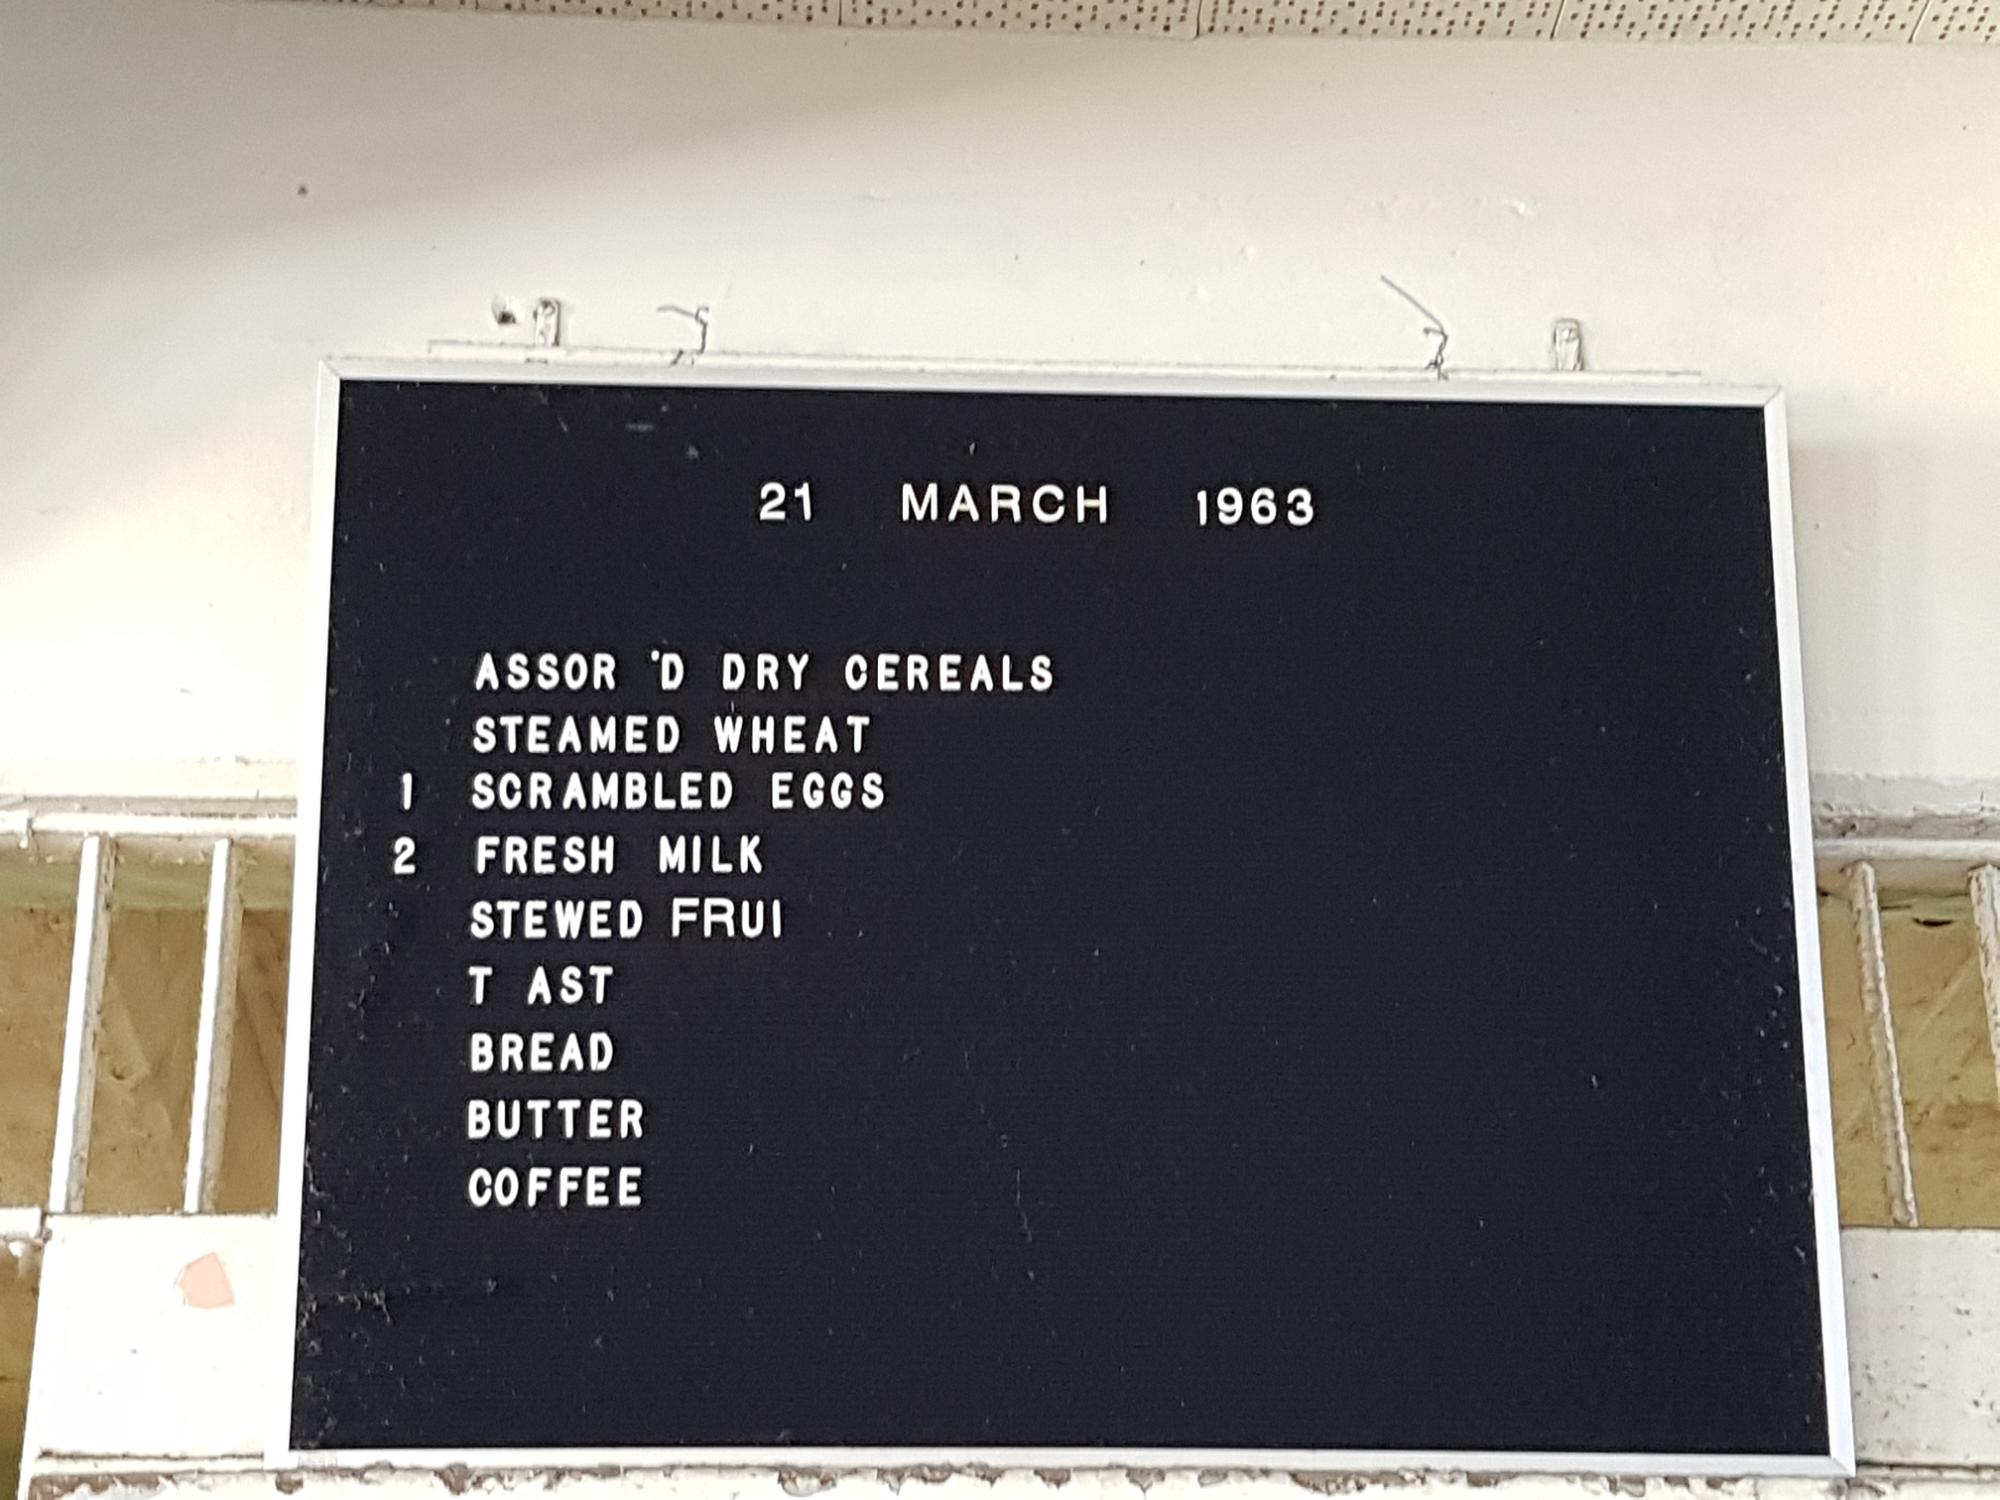 21 MARCH 1963
ASSOR 'D DRY CEREALS
STEAMED WHEAT
1 SCRAMBLED EGGS
2 FRESH MILK
STEWED FRUI
T AST
BREAD
BUTTER
COFFEE